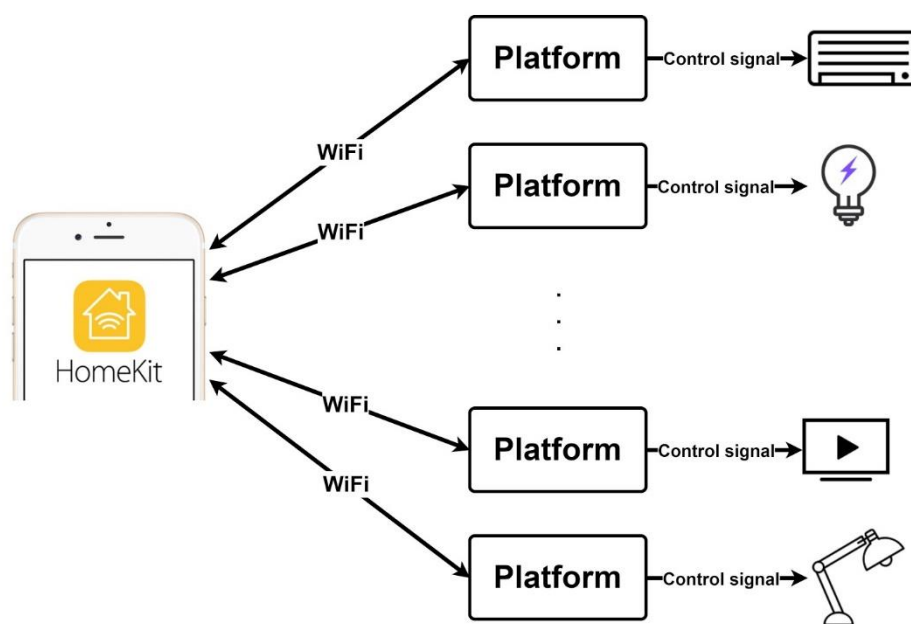 Platform
Control signal
WiFi
Platform
Control signal
WiFi
HomeKit
WiFi
Platform
Control signal
WiFi
Platform
Control signal